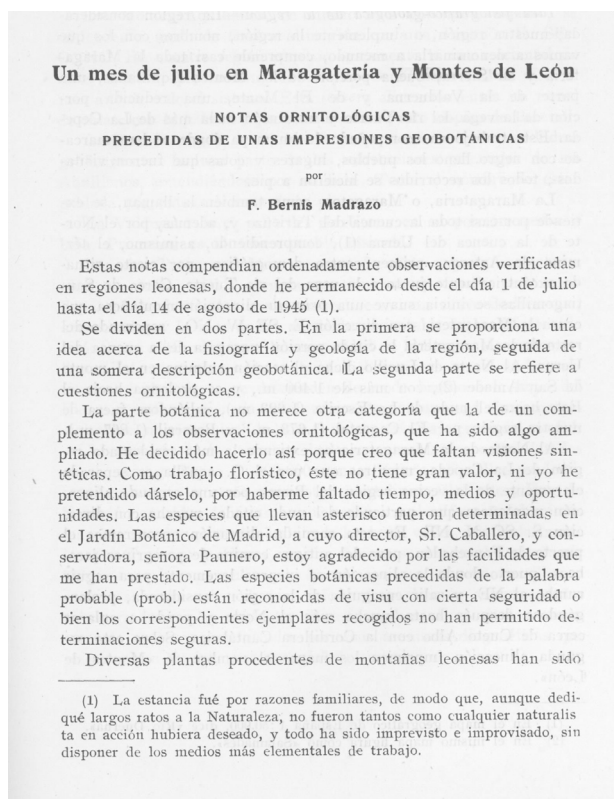 Un mes de julio en Maragatería y Montes de León
NOTAS ORNITOLÓGICAS
PRECEDIDAS DE UNAS IMPRESIONES GEOBOTÁNICAS
por
F. Bernis Madrazo
Estas notas compendian ordenadamente observaciones verificadas
en regiones leonesas, donde he permanecido desde el día 1 de julio
hasta el día 14 de agosto de 1945 (1).
Se dividen en dos partes. En la primera se proporciona una
idea acerca de la fisiografía y geología de la región, seguida de
una somera descripción geobotánica. La segunda parte se refiere a
cuestiones ornitológicas.
La parte botánica no merece otra categoría que la de un com-
plemento a los observaciones ornitológicas, que ha sido algo am-
pliado. He decidido hacerlo así porque creo que faltan visiones sin-
téticas. Como trabajo florístico, éste no tiene gran valor, ni yo he
pretendido dárselo, por haberme faltado tiempo, medios y oportu-
nidades. Las especies que llevan asterisco fueron determinadas en
el Jardín Botánico de Madrid, a cuyo director, Sr. Caballero, y con-
servadora, señora Paunero, estoy agradecido por las facilidades que
me han prestado. Las especies botánicas precedidas de la palabra
probable (prob.) están reconocidas de visu con cierta seguridad o
bien los correspondientes ejemplares recogidos no han permitido de-
terminaciones seguras.
Diversas plantas procedentes de montañas leonesas han sido
(1) La estancia fué por razones familiares, de modo que, aunque dedi-
qué largos ratos a la Naturaleza, no fueron tantos como cualquier naturalis
ta en acción hubiera deseado, y todo ha sido imprevisto e improvisado, sin
disponer de los medios más elementales de trabajo.